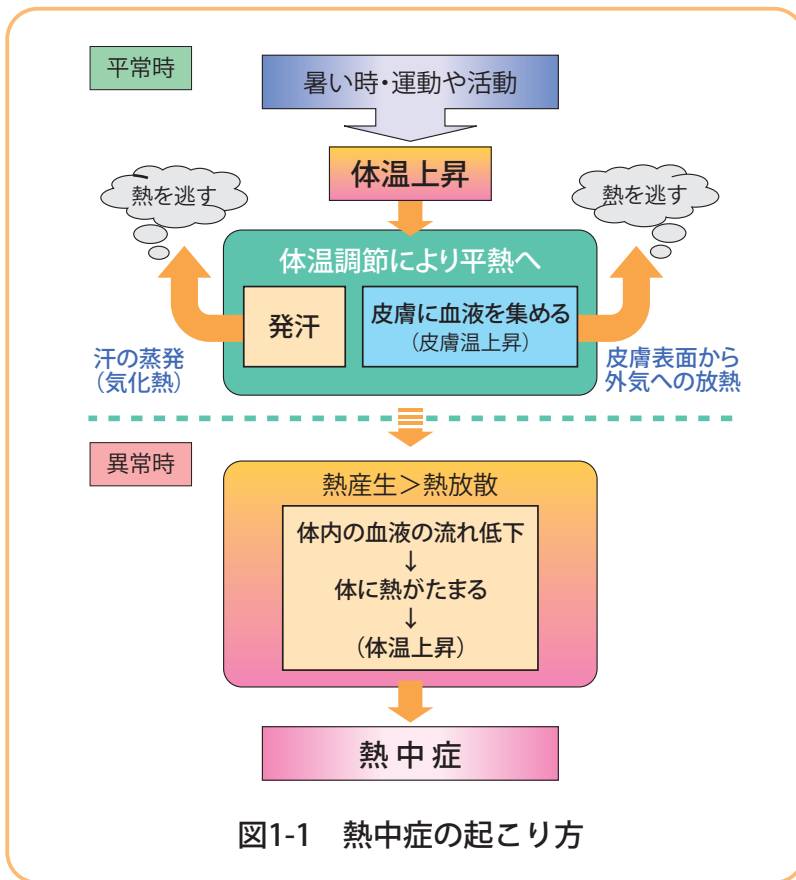 平常時
暑い時・運動や活動
体温上昇
熱を逃す
熱を逃す
体温調節により平熱へ
発汗
皮膚に血液を集める
（皮膚温上昇）
汗の蒸発
（気化熱）
皮膚表面から
外気への放熱
異常時
熱産生＞熱放散
体内の血液の流れ低下
↓
体に熱がたまる
↓
（体温上昇）
熱中症
図1-1　熱中症の起こり方